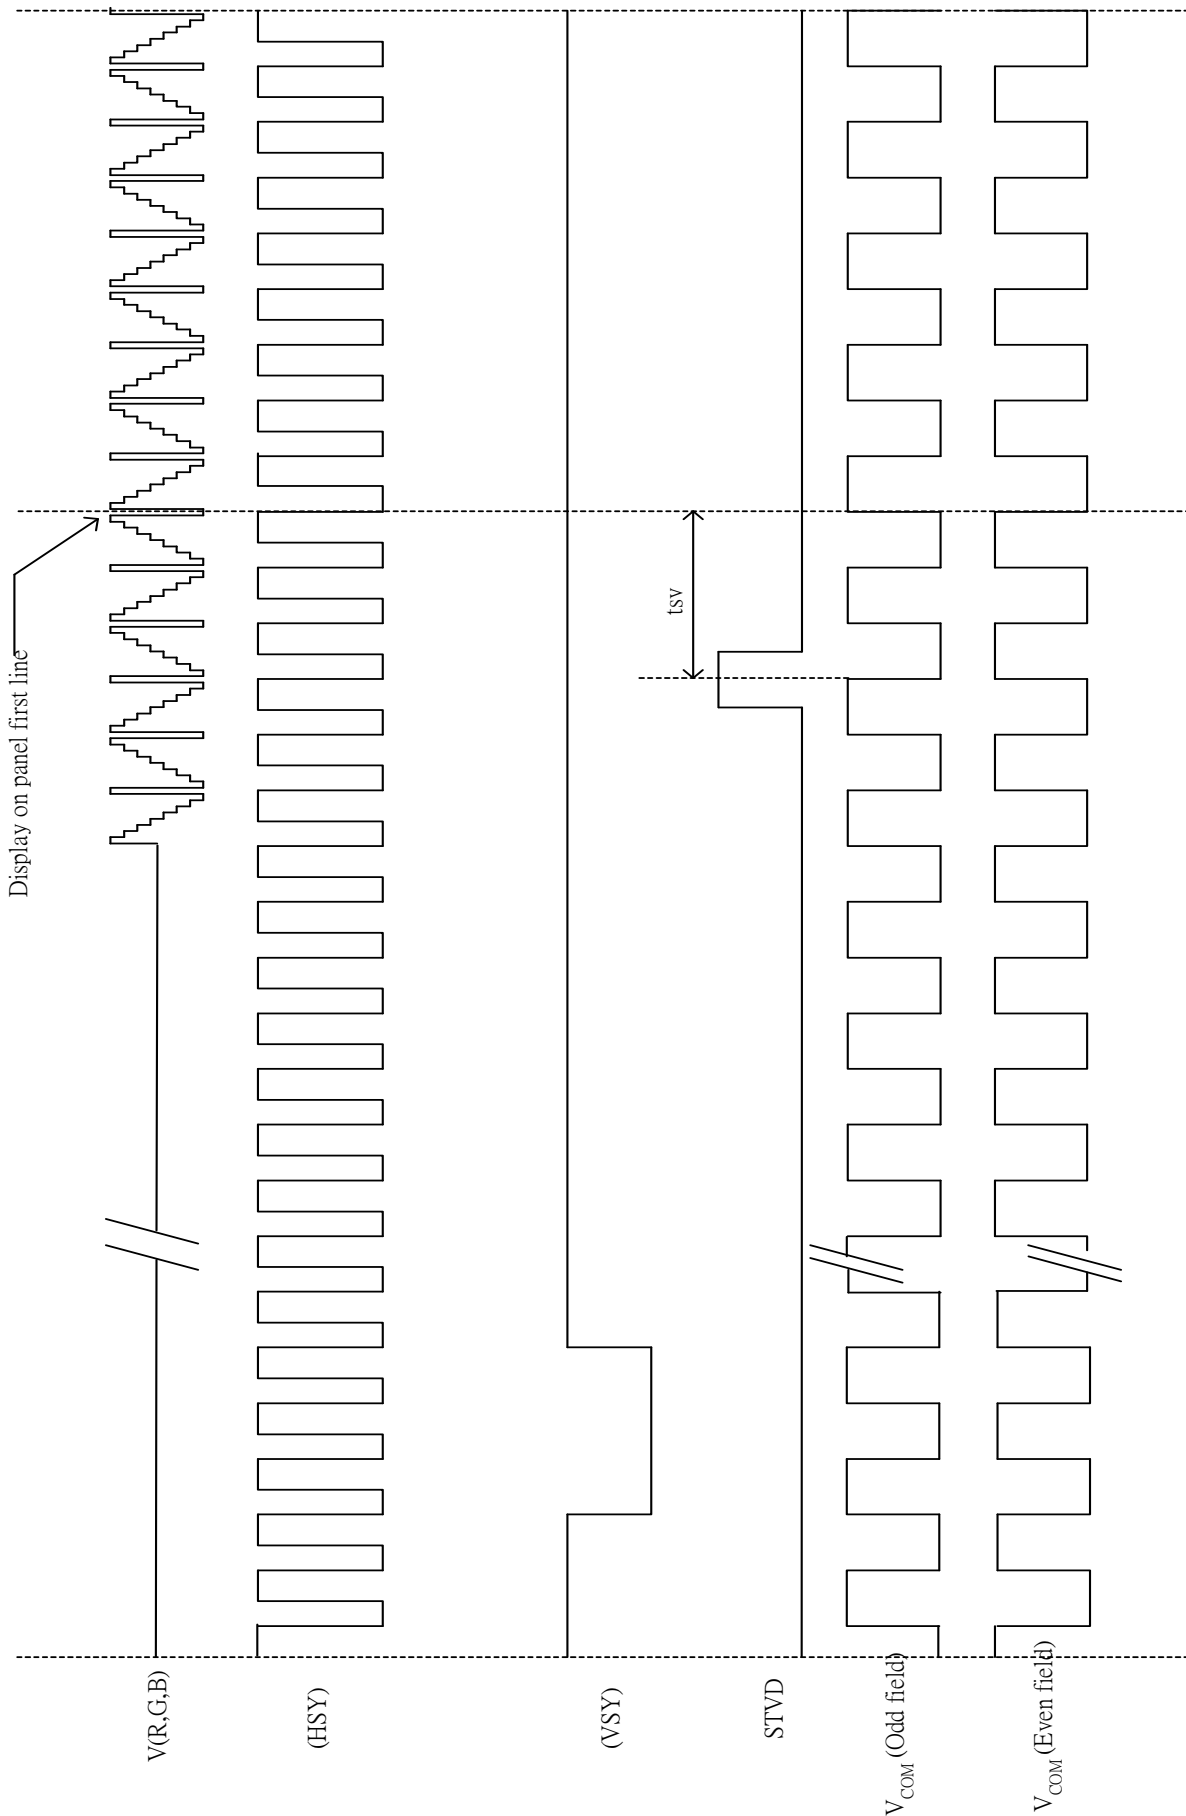 Display on panel first line
V(R,G,B)
(HSY)
(VSY)
tsv
STVD
VCOM (Odd field)
VCOM (Even field)